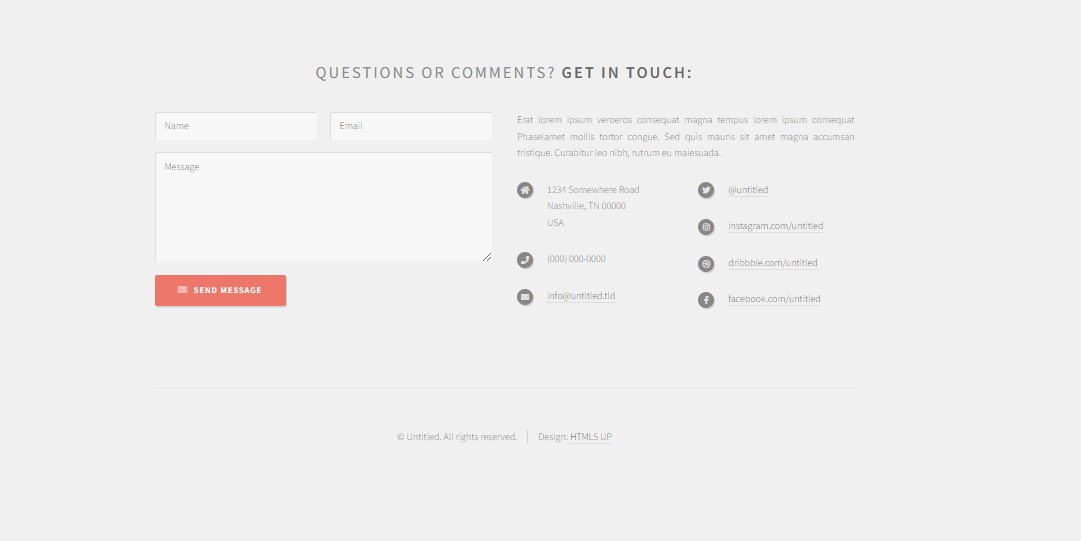 QUESTIONS OR COMMENTS? GET IN TOUCH:
Name
Email
Message
SEND MESSAGE
Erat lorem ipsum veroeros consequat magna tempus lorem ipsum consequat
Phaselamet mollis tortor congue. Sed quis mauris sit amet magna accumsan
tristique. Curabitur leo nibh, rutrum eu malesuada.
1234 Somewhere Road
Nashville, TN 00000
USA
(000) 000-0000
info@untitled.tld
@untitled
instagram.com/untitled
dribbble.com/untitled
facebook.com/untitled
© Untitled. All rights reserved.
Design: HTML5 UP